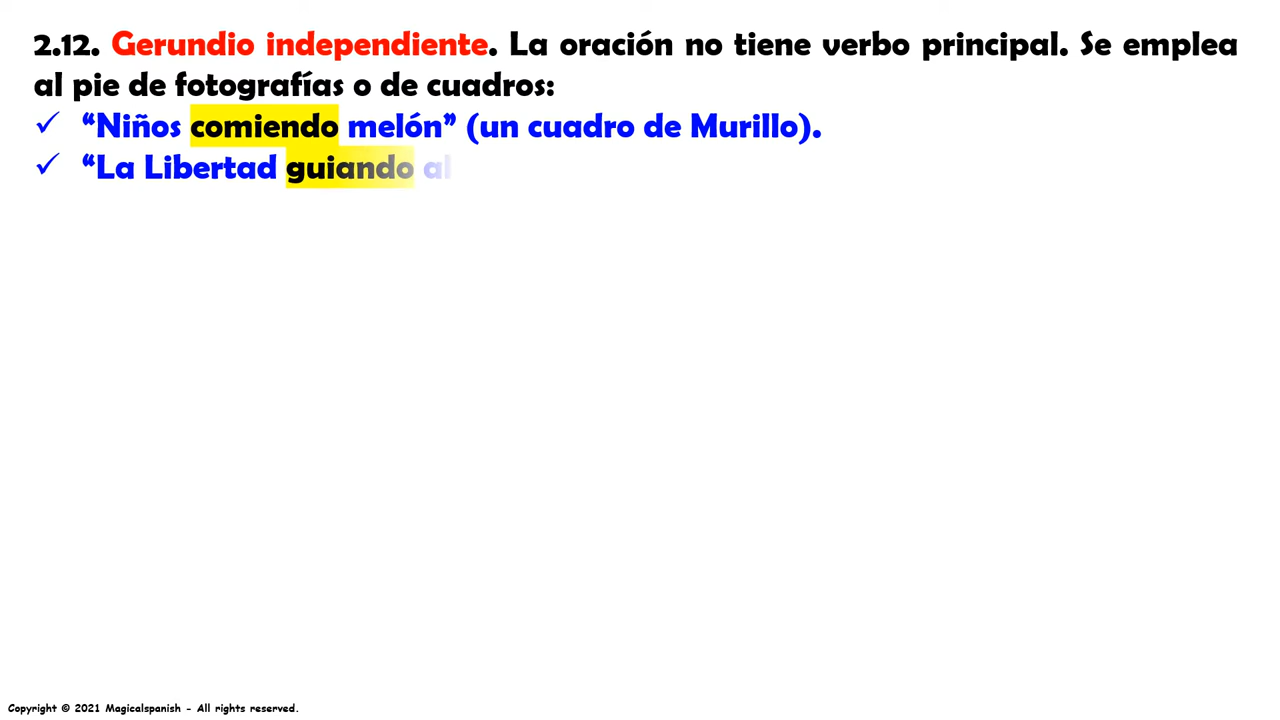 2.12. Gerundio independiente. La oración no tiene verbo principal. Se emplea
al pie de fotografías o de cuadros:
✓ “Niños comiendo melón” (un cuadro de Murillo).
✓ “La Libertad guiando al
Copyright © 2021 Magicalspanish - All rights reserved.